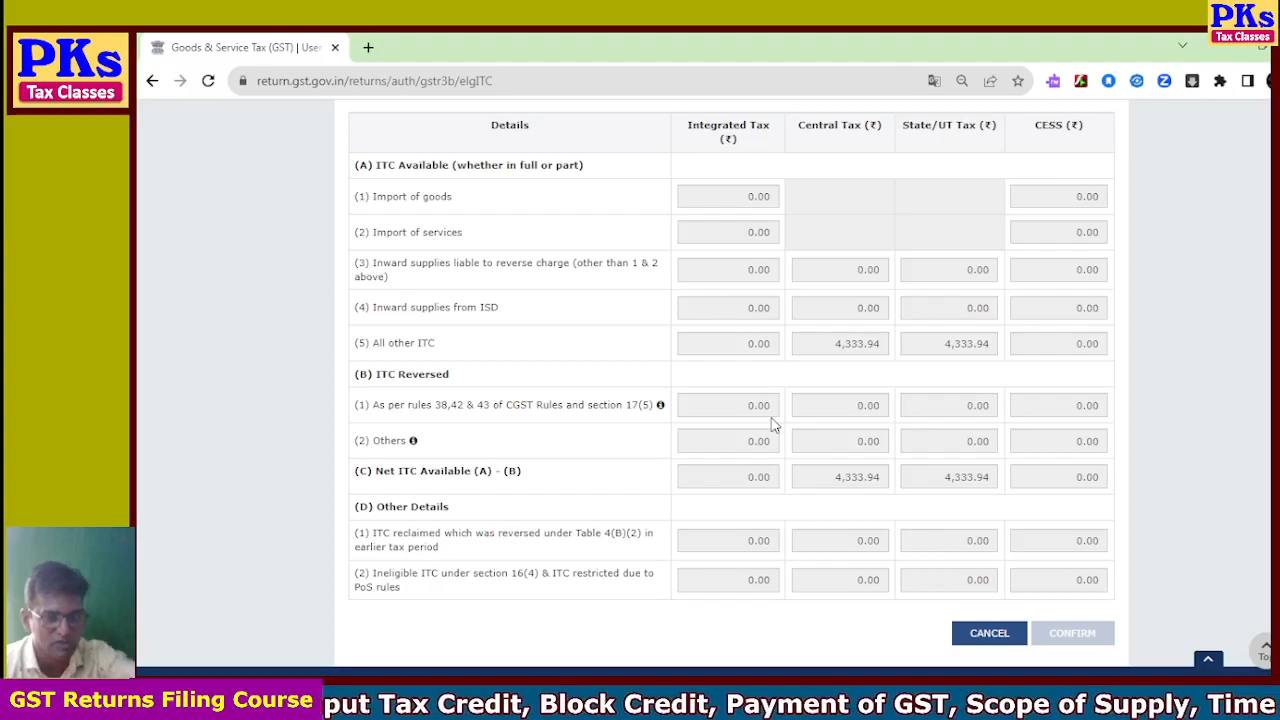 PKs
Tax Classes
PKs
Tax Classes
Goods & Service Tax (GST) | User
return.gst.gov.in/returns/auth/gstr3b/elgITC
Details Integrated Tax (₹) Central Tax (₹) State/UT Tax (₹) CESS (₹)
(A) ITC Available (whether in full or part)
(1) Import of goods 0.00 0.00
(2) Import of services 0.00 0.00
(3) Inward supplies liable to reverse charge (other than 1 & 2
above) 0.00 0.00 0.00 0.00
(4) Inward supplies from ISD 0.00 0.00 0.00 0.00
(5) All other ITC 0.00 4,333.94 4,333.94 0.00
(B) ITC Reversed
(1) As per rules 38,42 & 43 of CGST Rules and section 17(5) 0.00 0.00 0.00 0.00
(2) Others 0.00 0.00 0.00 0.00
(C) Net ITC Available (A) - (B) 0.00 4,333.94 4,333.94 0.00
(D) Other Details
(1) ITC reclaimed which was reversed under Table 4(B)(2) in
earlier tax period 0.00 0.00 0.00 0.00
(2) Ineligible ITC under section 16(4) & ITC restricted due to
PoS rules 0.00 0.00 0.00 0.00
CANCEL CONFIRM
Top
GST Returns Filing Course
put Tax Credit, Block Credit, Payment of GST, Scope of Supply, Time